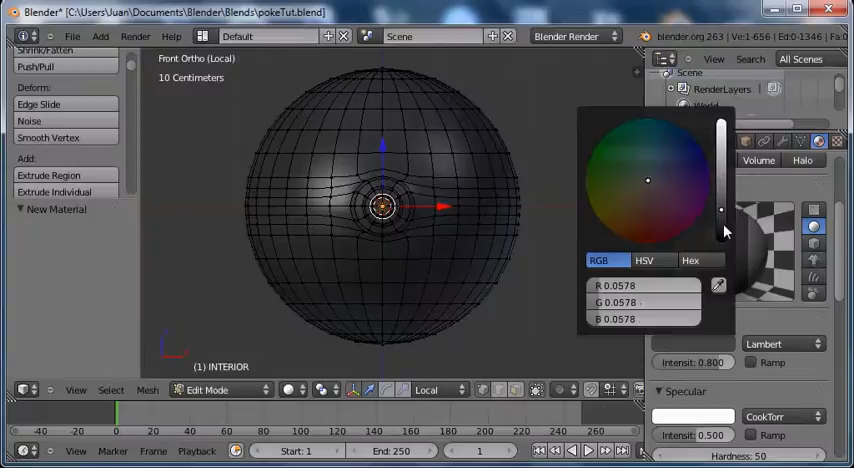 Blender* [C:\Users\Juan\Documents\Blender\Blends\pokeTut.blend]
File Add Render Help Default Scene Blender Render blender.org 263 | Ve:1-656 | Ed:0-1346 | Fa:0
Shrink/Fatten
Push/Pull
Deform:
Edge Slide
Noise
Smooth Vertex
Add:
Extrude Region
Extrude Individual
New Material
Front Ortho (Local)
10 Centimeters
(1) INTERIOR
View Search All Scenes
Scene
RenderLayers
World
Volume Halo
RGB HSV Hex
R 0.0578
G 0.0578
B 0.0578
Lambert
Intensit: 0.800 Ramp
Specular
CookTorr
Intensit: 0.500 Ramp
Hardness: 50
View Select Mesh Edit Mode Local
-40 -20 0 20 40 60 80 100 120 140 160 180 200 220 240 260 280
View Marker Frame Playback Start: 1 End: 250 1